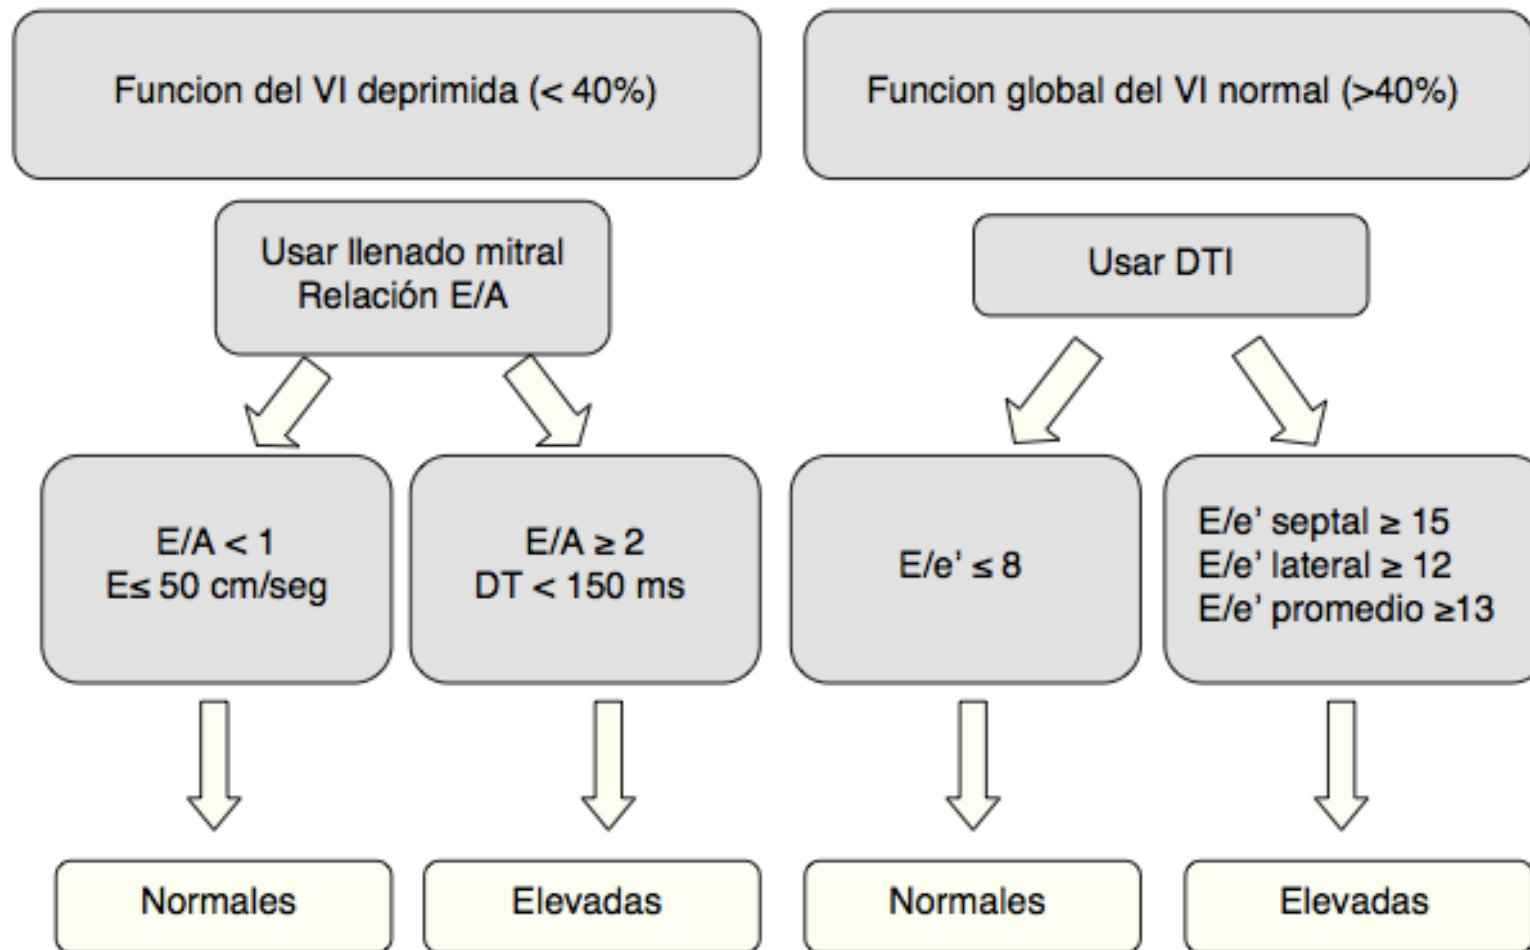 Funcion del VI deprimida (< 40%)
Funcion global del VI normal (>40%)
Usar llenado mitral
Relación E/A
Usar DTI
E/A < 1
E≤ 50 cm/seg
E/A ≥ 2
DT < 150 ms
E/e’ ≤ 8
E/e’ septal ≥ 15
E/e’ lateral ≥ 12
E/e’ promedio ≥13
Normales
Elevadas
Normales
Elevadas